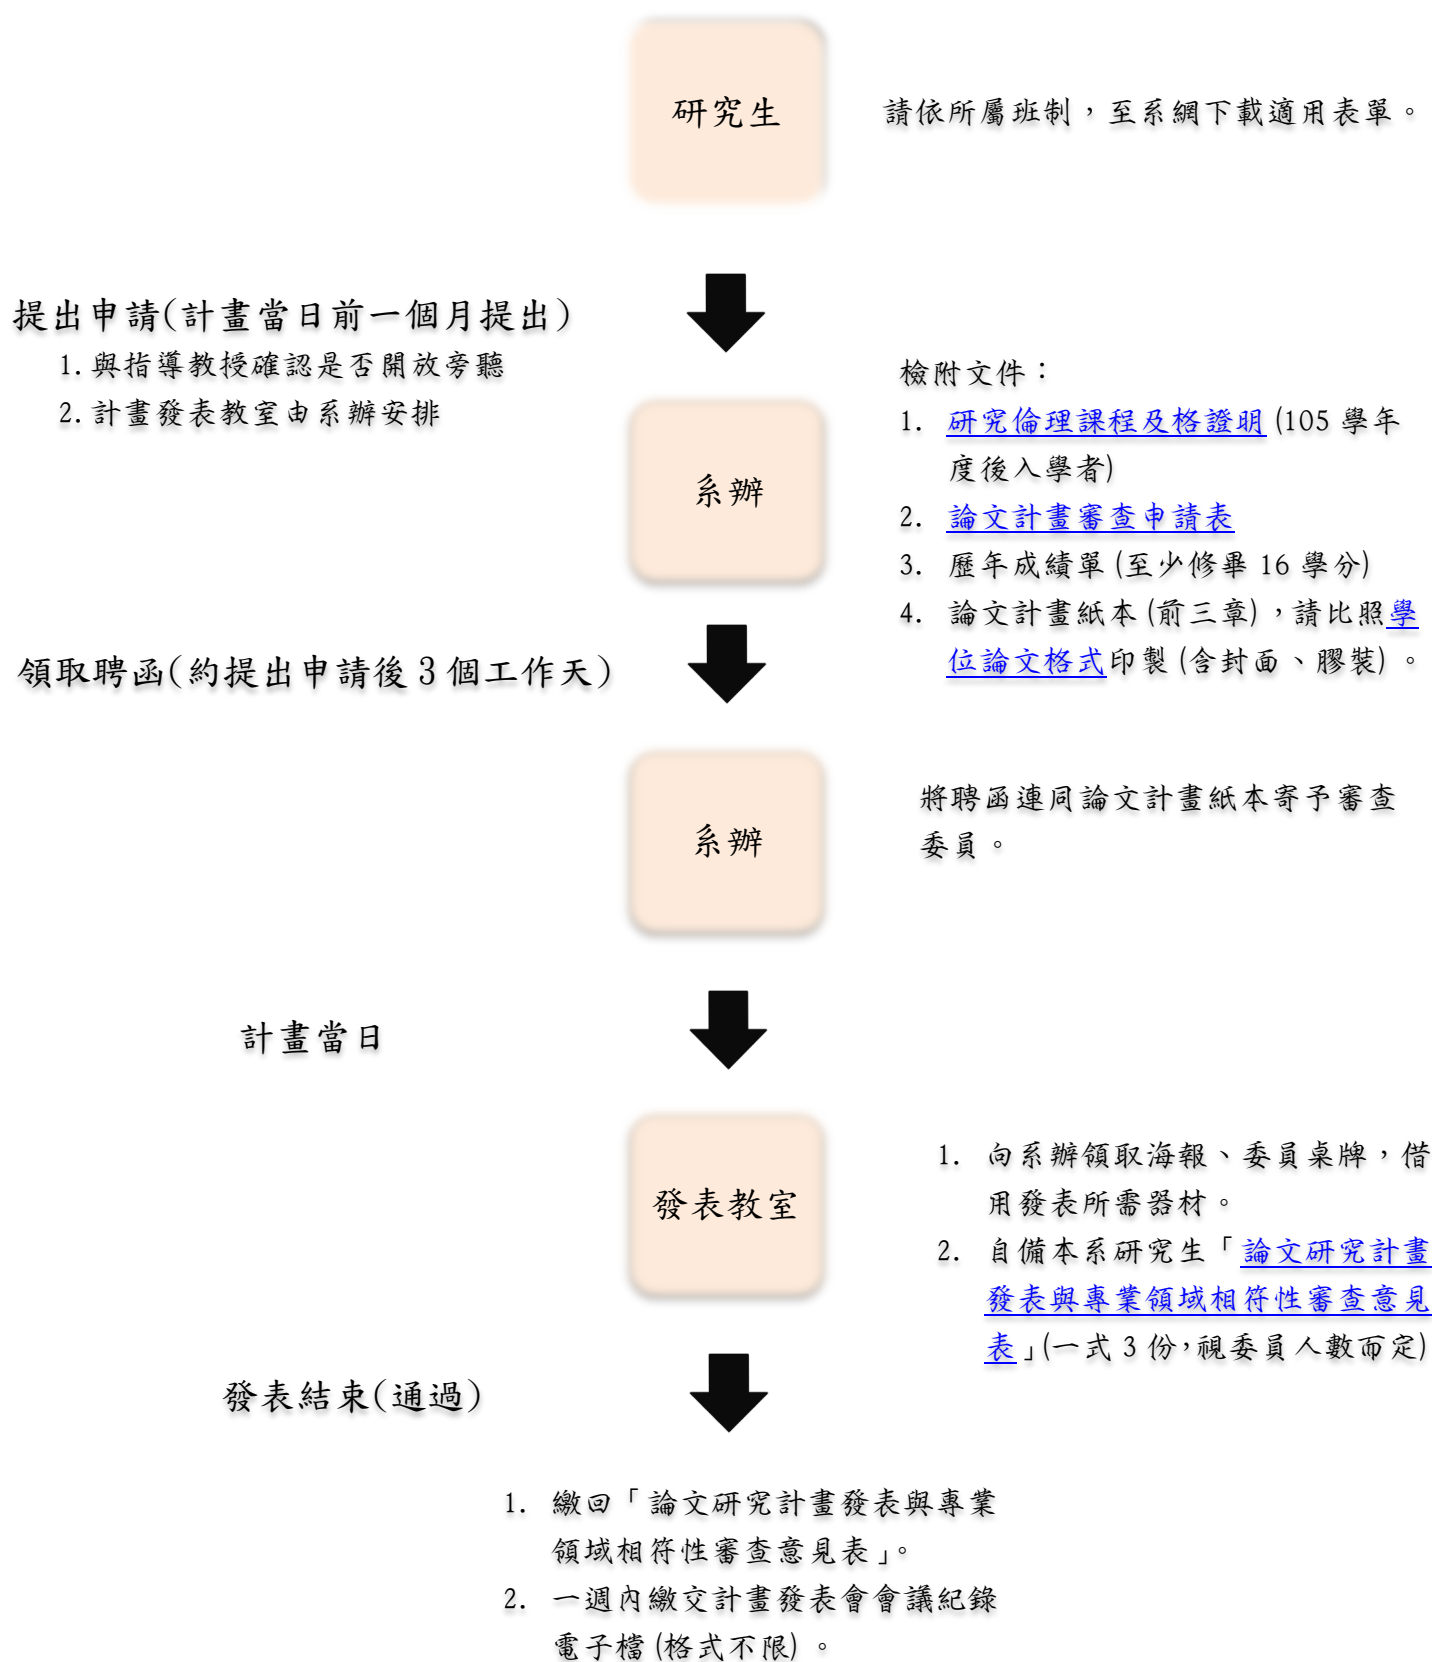 研究生
請依所屬班制，至系網下載適用表單。
提出申請(計畫當日前一個月提出)
1.與指導教授確認是否開放旁聽
2.計畫發表教室由系辦安排
系辦
檢附文件：
1. 研究倫理課程及格證明(105 學年
度後入學者)
2. 論文計畫審查申請表
3. 歷年成績單(至少修畢 16 學分)
4. 論文計畫紙本(前三章)，請比照學
位論文格式印製(含封面、膠裝)。
領取聘函(約提出申請後 3 個工作天)
系辦
將聘函連同論文計畫紙本寄予審查
委員。
計畫當日
發表教室
1. 向系辦領取海報、委員桌牌，借
用發表所需器材。
2. 自備本系研究生「論文研究計畫
發表與專業領域相符性審查意見
表」(一式 3 份，視委員人數而定)
發表結束(通過)
1. 繳回「論文研究計畫發表與專業
領域相符性審查意見表」。
2. 一週內繳交計畫發表會會議紀錄
電子檔(格式不限)。